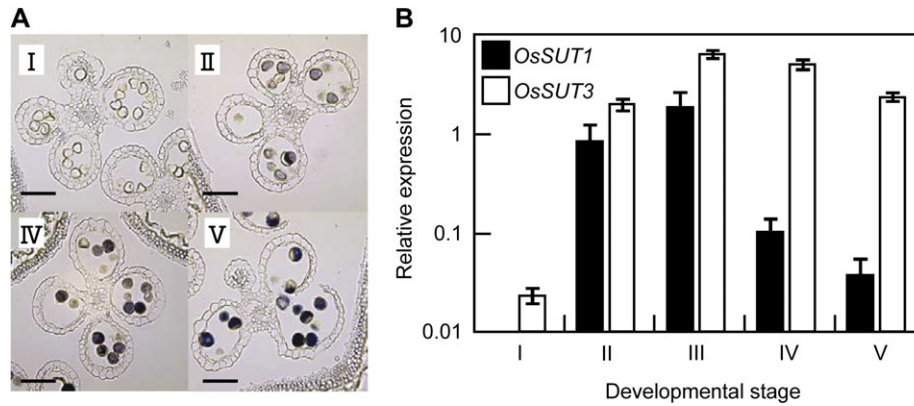 A
I
II
IV
V
B
OsSUT1
OsSUT3
Relative expression
10
1
0.1
0.01
I
II
III
IV
V
Developmental stage